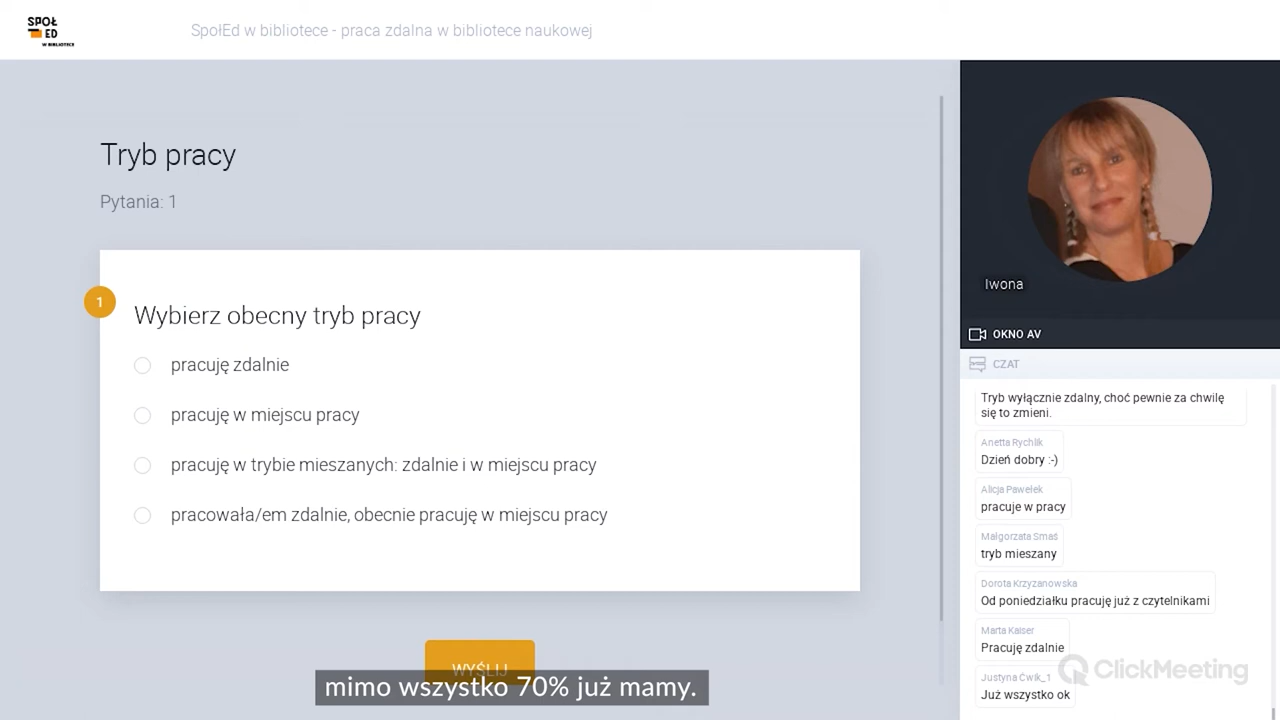 SPOŁ
ED
W BIBLIOTECE
SpołEd w bibliotece - praca zdalna w bibliotece naukowej
Tryb pracy
Pytania: 1
1
Wybierz obecny tryb pracy
pracuję zdalnie
pracuję w miejscu pracy
pracuję w trybie mieszanych: zdalnie i w miejscu pracy
pracowała/em zdalnie, obecnie pracuję w miejscu pracy
WYŚLIJ
mimo wszystko 70% już mamy.
Iwona
OKNO AV
CZAT
Tryb wyłącznie zdalny, choć pewnie za chwilę
się to zmieni.
Anetta Rychlik
Dzień dobry :-)
Alicja Pawełek
pracuje w pracy
Małgorzata Smaś
tryb mieszany
Dorota Krzyżanowska
Od poniedziałku pracuję już z czytelnikami
Marta Kaiser
Pracuję zdalnie
Justyna Ćwik_1
Już wszystko ok
ClickMeeting